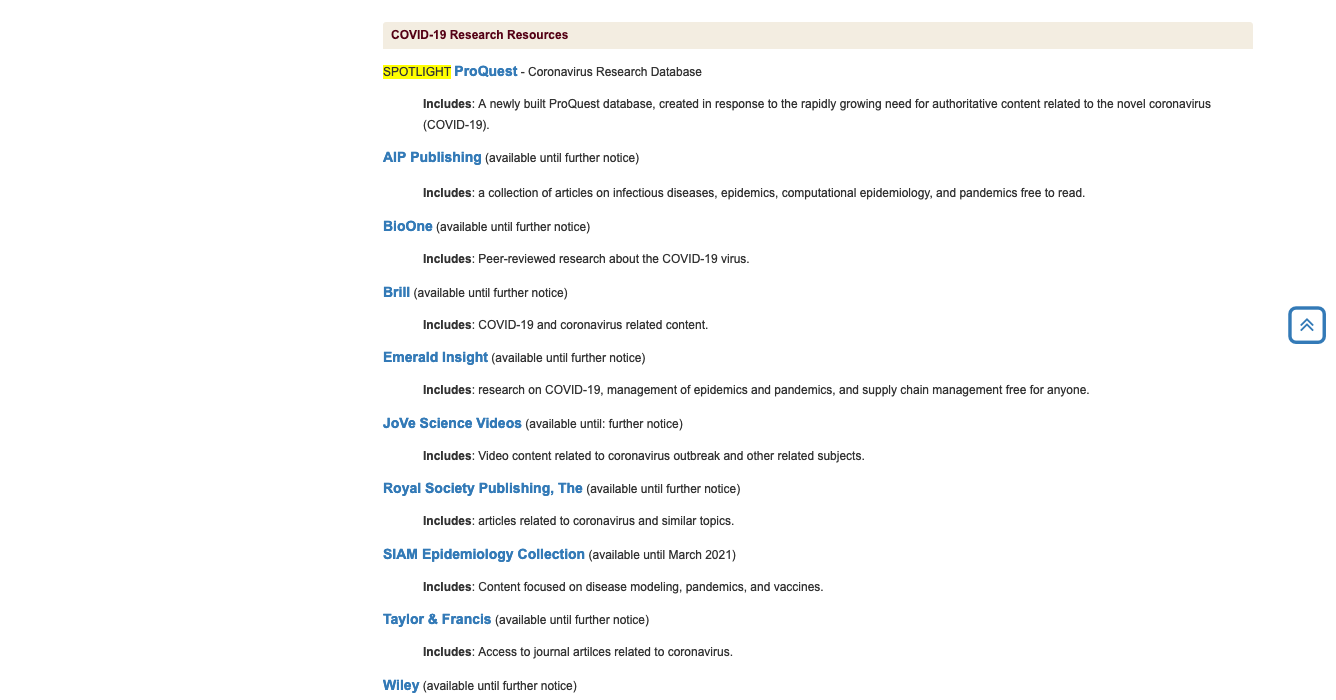 COVID-19 Research Resources
SPOTLIGHT ProQuest - Coronavirus Research Database
Includes: A newly built ProQuest database, created in response to the rapidly growing need for authoritative content related to the novel coronavirus
(COVID-19).
AIP Publishing (available until further notice)
Includes: a collection of articles on infectious diseases, epidemics, computational epidemiology, and pandemics free to read.
BioOne (available until further notice)
Includes: Peer-reviewed research about the COVID-19 virus.
Brill (available until further notice)
Includes: COVID-19 and coronavirus related content.
Emerald Insight (available until further notice)
Includes: research on COVID-19, management of epidemics and pandemics, and supply chain management free for anyone.
JoVe Science Videos (available until: further notice)
Includes: Video content related to coronavirus outbreak and other related subjects.
Royal Society Publishing, The (available until further notice)
Includes: articles related to coronavirus and similar topics.
SIAM Epidemiology Collection (available until March 2021)
Includes: Content focused on disease modeling, pandemics, and vaccines.
Taylor & Francis (available until further notice)
Includes: Access to journal artilces related to coronavirus.
Wiley (available until further notice)